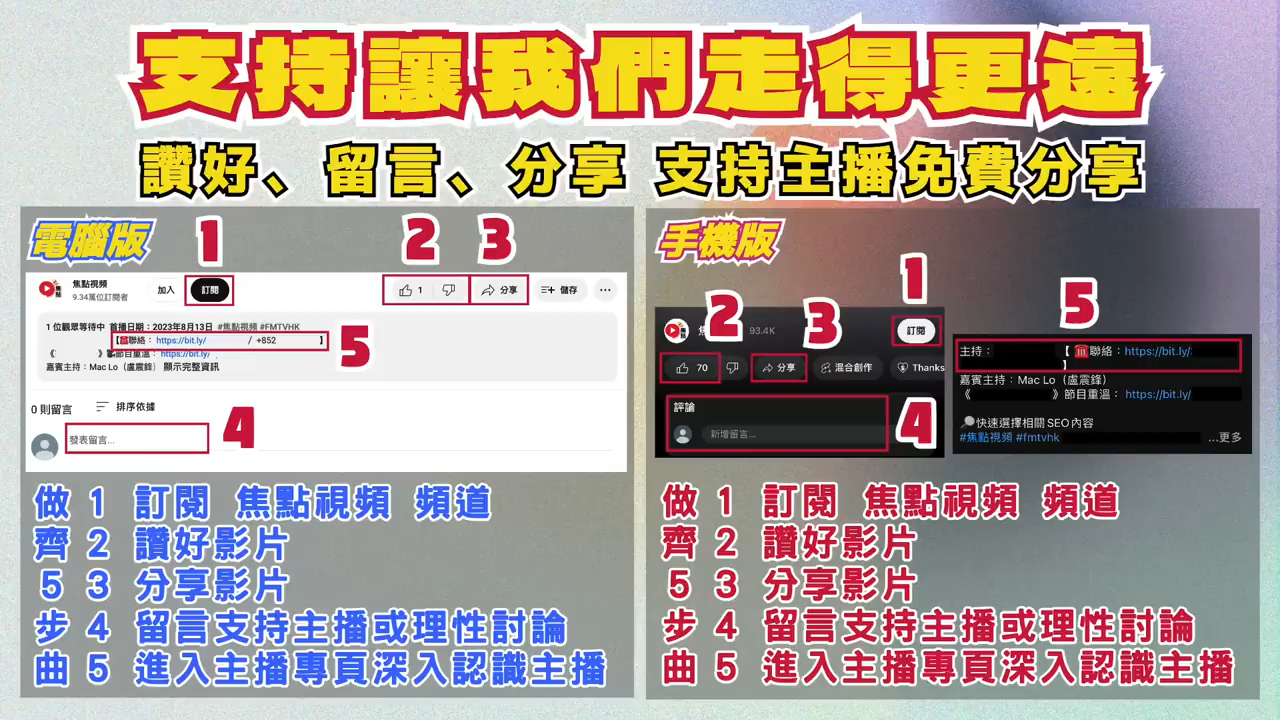 支持讓我們走得更遠
讚好、留言、分享 支持主播免費分享
電腦版
1
2
3
焦點視頻
9.34萬位訂閱者
加入
訂閱
1
分享
儲存
1 位觀眾等待中 首播日期：2023年8月13日 #焦點視頻 #FMTVHK
【☎️聯絡： https://bit.ly/ / +852 】
《 》節目重溫： https://bit.ly/
嘉賓主持：Mac Lo（盧震鋒） 顯示完整資訊
5
0 則留言
排序依據
發表留言...
4
做 1 訂閱 焦點視頻 頻道
齊 2 讚好影片
5 3 分享影片
步 4 留言支持主播或理性討論
曲 5 進入主播專頁深入認識主播
手機版
1
2
3
93.4K
訂閱
70
分享
混合創作
Thanks
評論
新增留言...
4
5
主持： 【☎️聯絡：https://bit.ly/
】
嘉賓主持：Mac Lo（盧震鋒）
《 》節目重溫： https://bit.ly/
🔎快速選擇相關SEO內容
#焦點視頻 #fmtvhk ...更多
做 1 訂閱 焦點視頻 頻道
齊 2 讚好影片
5 3 分享影片
步 4 留言支持主播或理性討論
曲 5 進入主播專頁深入認識主播